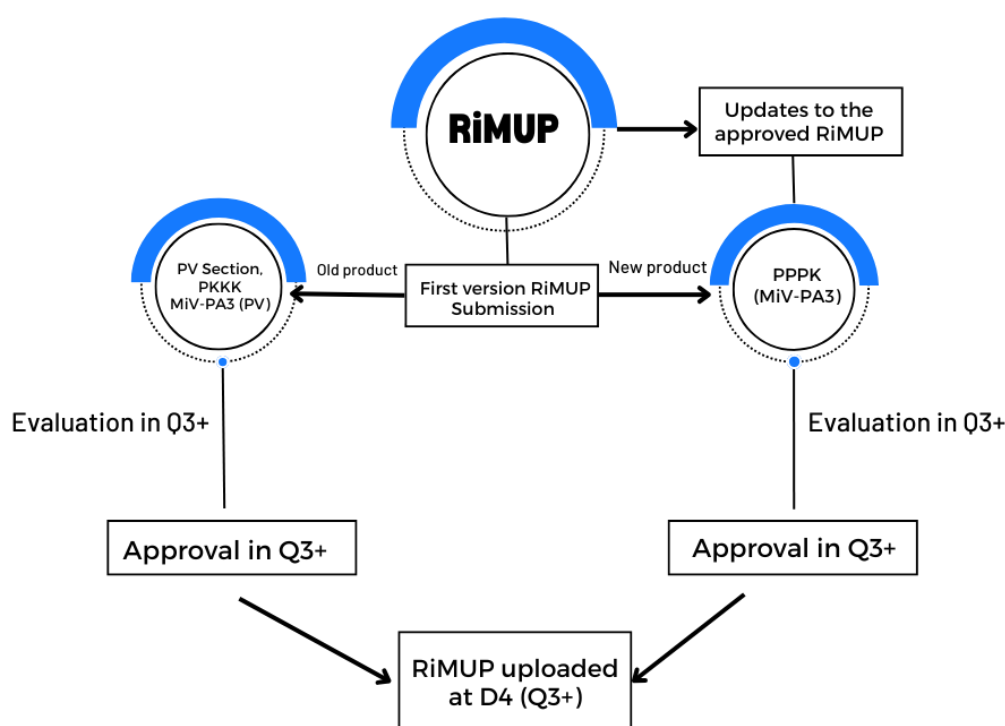 RiMUP
Updates to the
approved RiMUP
PV Section,
PKKK
MiV-PA3 (PV)
Old product
First version RiMUP
Submission
New product
PPPK
(MiV-PA3)
Evaluation in Q3+
Evaluation in Q3+
Approval in Q3+
Approval in Q3+
RiMUP uploaded
at D4 (Q3+)